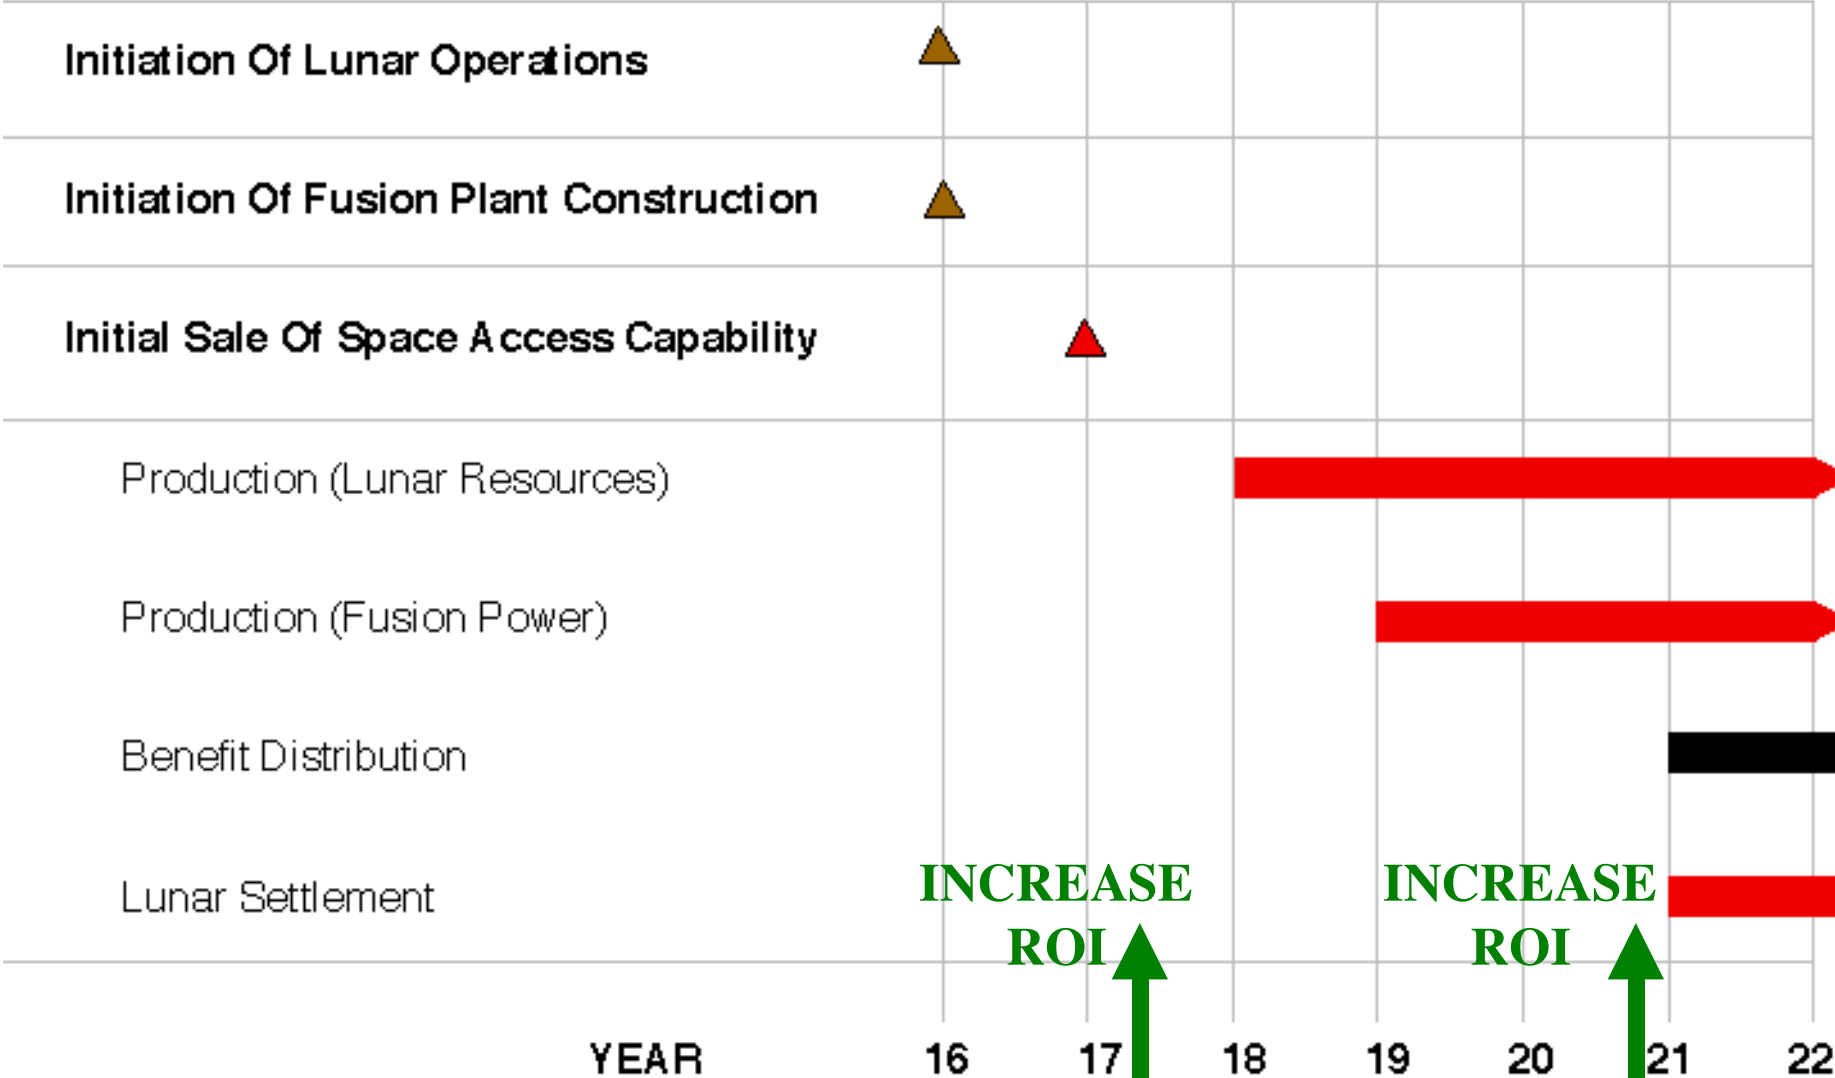 Initiation Of Lunar Operations
Initiation Of Fusion Plant Construction
Initial Sale Of Space Access Capability
Production (Lunar Resources)
Production (Fusion Power)
Benefit Distribution
Lunar Settlement
INCREASE ROI
INCREASE ROI
YEAR 16 17 18 19 20 21 22